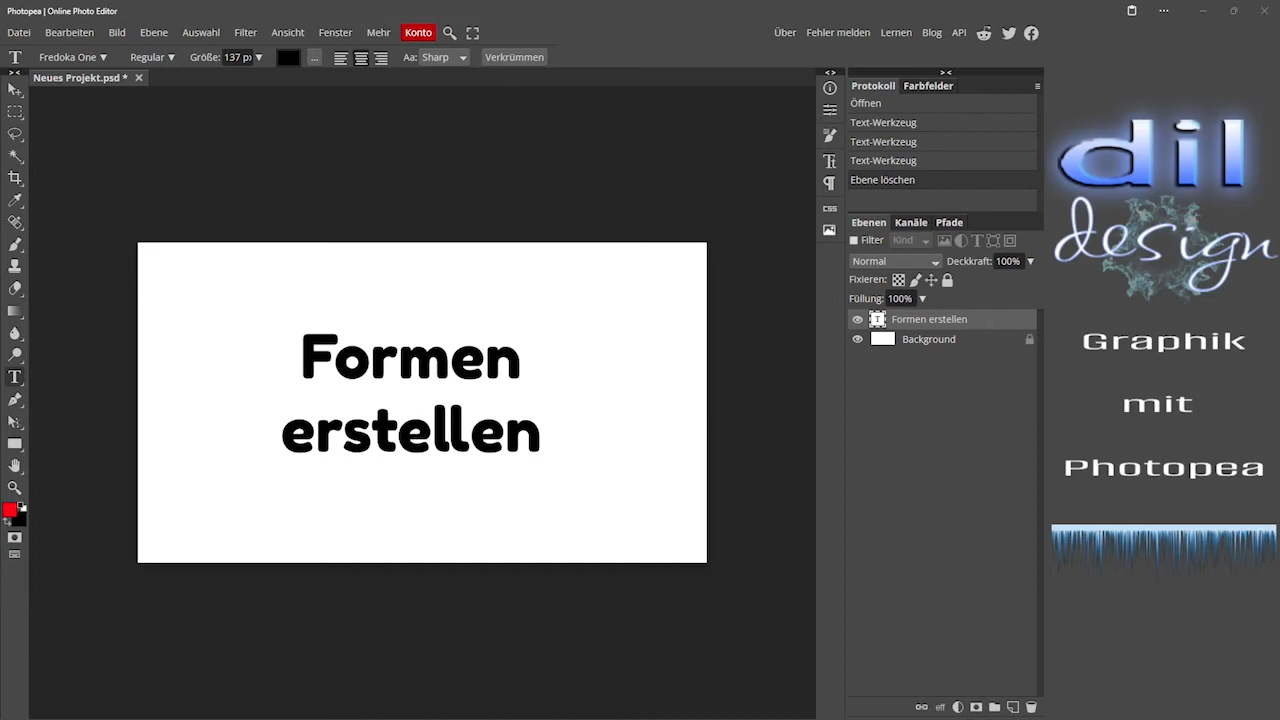 Photopea | Online Photo Editor
Datei Bearbeiten Bild Ebene Auswahl Filter Ansicht Fenster Mehr Konto
Über Fehler melden Lernen Blog API
T Fredoka One Regular Größe: 137 px ... Aa: Sharp Verkrümmen
Neues Projekt.psd *
Protokoll Farbfelder
Öffnen
Text-Werkzeug
Text-Werkzeug
Text-Werkzeug
Ebene löschen
CSS
Ebenen Kanäle Pfade
Filter Kind
Normal Deckkraft: 100%
Fixieren:
Füllung: 100%
T Formen erstellen
Background
eff
Formen
erstellen
dil
design
Graphik
mit
Photopea